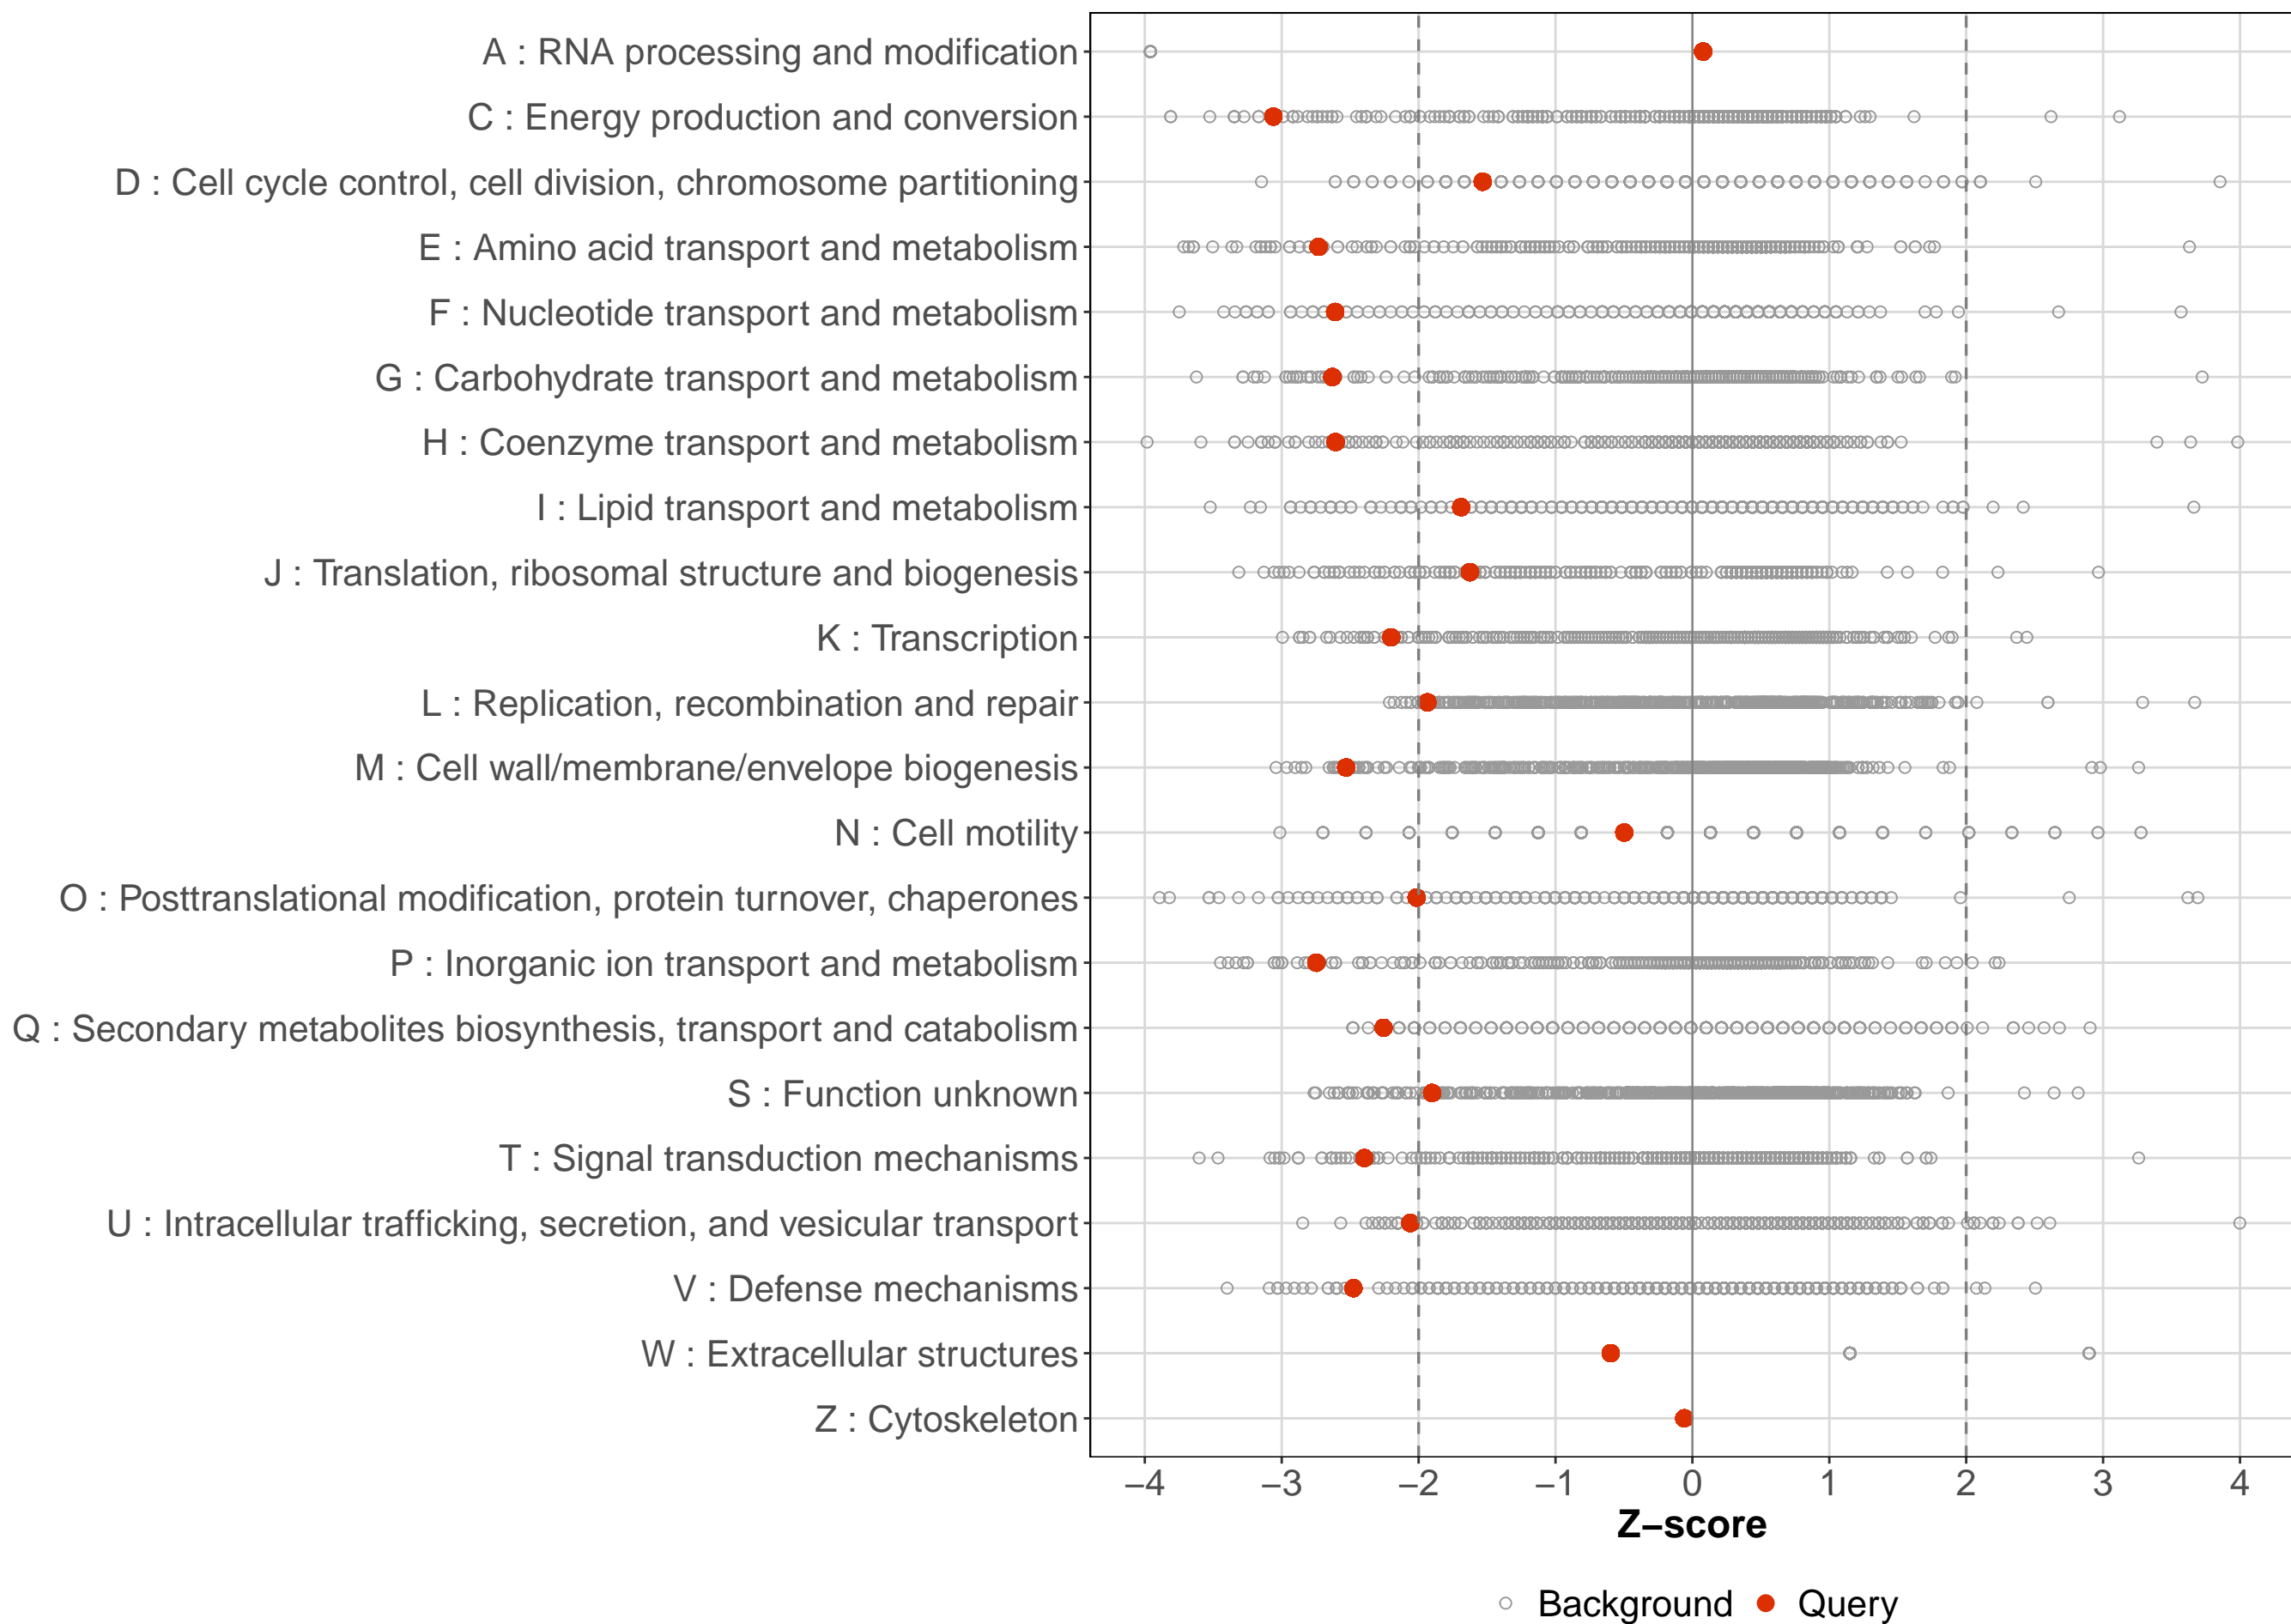 A : RNA processing and modification
C : Energy production and conversion
D : Cell cycle control, cell division, chromosome partitioning
E : Amino acid transport and metabolism
F : Nucleotide transport and metabolism
G : Carbohydrate transport and metabolism
H : Coenzyme transport and metabolism
I : Lipid transport and metabolism
J : Translation, ribosomal structure and biogenesis
K : Transcription
L : Replication, recombination and repair
M : Cell wall/membrane/envelope biogenesis
N : Cell motility
O : Posttranslational modification, protein turnover, chaperones
P : Inorganic ion transport and metabolism
Q : Secondary metabolites biosynthesis, transport and catabolism
S : Function unknown
T : Signal transduction mechanisms
U : Intracellular trafficking, secretion, and vesicular transport
V : Defense mechanisms
W : Extracellular structures
Z : Cytoskeleton
−4 −3 −2 −1 0 1 2 3 4
Z−score
Background Query